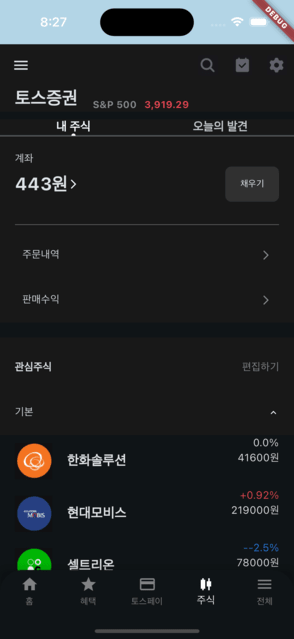 8:27
DEBUG
토스증권 S&P 500 3,919.29
내 주식 오늘의 발견
계좌
443원
채우기
주문내역
판매수익
관심주식 편집하기
기본
한화솔루션 0.0% 41600원
MOBIS 현대모비스 +0.92% 219000원
셀트리온 --2.5% 78000원
홈 혜택 토스페이 주식 전체